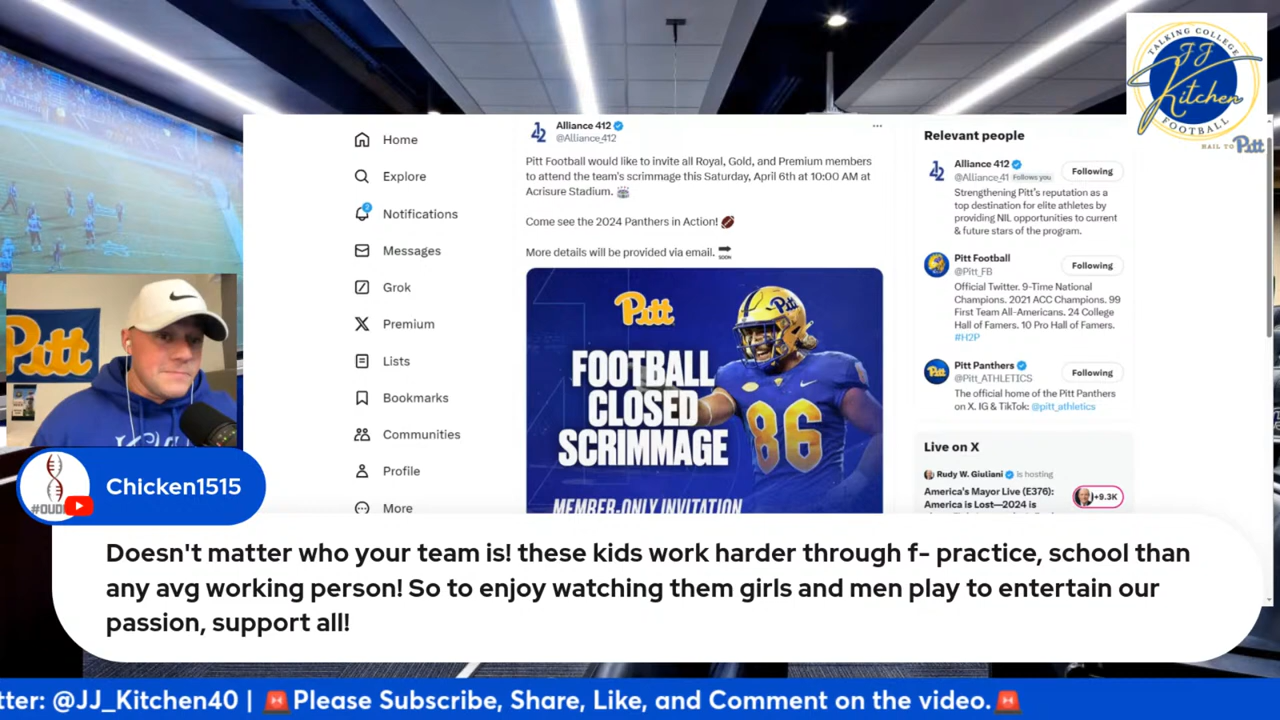 TALKING COLLEGE
JJ
Kitchen
FOOTBALL
HAIL TO Pitt
Home
Explore
2
Notifications
Messages
Grok
Premium
Lists
Bookmarks
Communities
Profile
More
412
Alliance 412
@Alliance_412
Pitt Football would like to invite all Royal, Gold, and Premium members
to attend the team's scrimmage this Saturday, April 6th at 10:00 AM at
Acrisure Stadium. 🏟️
Come see the 2024 Panthers in Action! 🏈
More details will be provided via email. 🔜
Pitt
FOOTBALL
CLOSED
SCRIMMAGE
MEMBER-ONLY INVITATION
Pitt
86
Relevant people
Alliance 412
@Alliance_41 Follows you
Following
Strengthening Pitt's reputation as a
top destination for elite athletes by
providing NIL opportunities to current
& future stars of the program.
Pitt Football
@Pitt_FB
Following
Official Twitter. 9-Time National
Champions. 2021 ACC Champions. 99
First Team All-Americans. 24 College
Hall of Famers. 10 Pro Hall of Famers.
#H2P
Pitt Panthers
@Pitt_ATHLETICS
Following
The official home of the Pitt Panthers
on X. IG & TikTok: @pitt_athletics
Live on X
Rudy W. Giuliani is hosting
America's Mayor Live (E376):
America is Lost—2024 is
+9.3K
Pitt
#DUD
Chicken1515
Doesn't matter who your team is! these kids work harder through f- practice, school than
any avg working person! So to enjoy watching them girls and men play to entertain our
passion, support all!
tter: @JJ_Kitchen40 | 🚨Please Subscribe, Share, Like, and Comment on the video.🚨